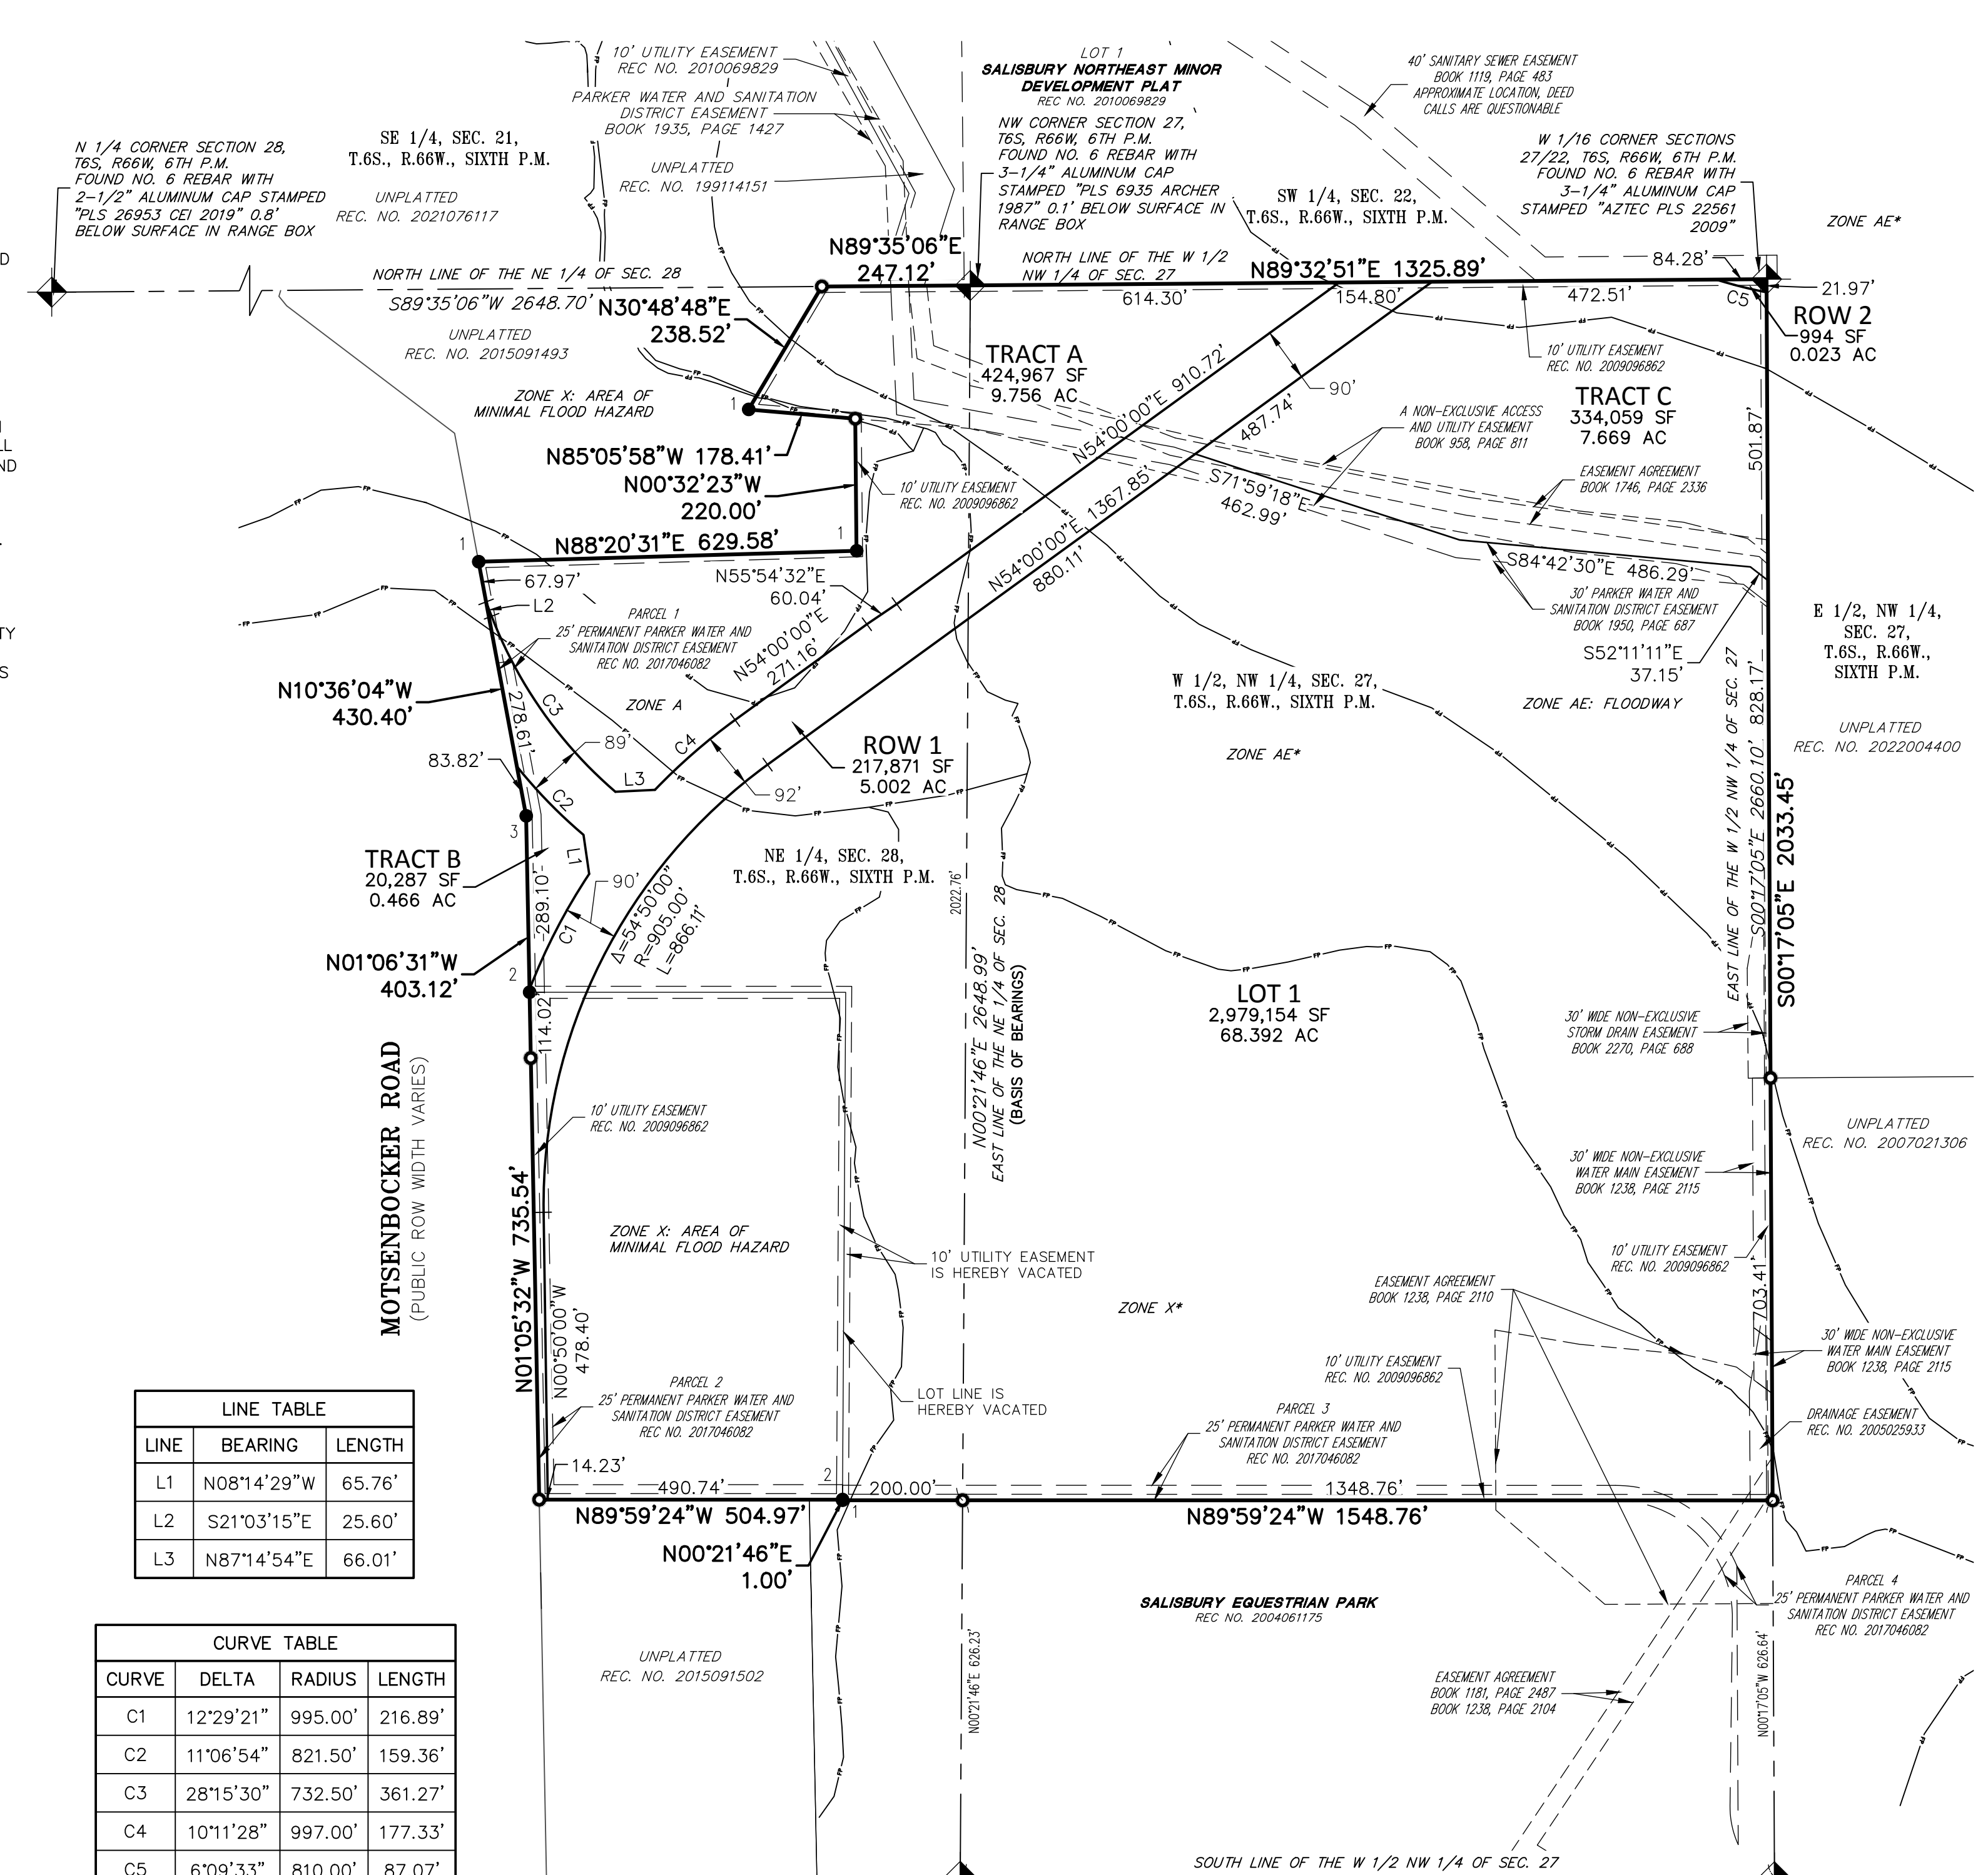 10' UTILITY EASEMENT
REC NO. 2010069829
PARKER WATER AND SANITATION
DISTRICT EASEMENT
BOOK 1935, PAGE 1427
UNPLATTED
REC. NO. 199114151
LOT 1
SALISBURY NORTHEAST MINOR
DEVELOPMENT PLAT
REC NO. 2010069829
NW CORNER SECTION 27,
T6S, R66W, 6TH P.M.
FOUND NO. 6 REBAR WITH
3-1/4" ALUMINUM CAP
STAMPED "PLS 6935 ARCHER
1987" 0.1' BELOW SURFACE IN
RANGE BOX
40' SANITARY SEWER EASEMENT
BOOK 1119, PAGE 483
APPROXIMATE LOCATION, DEED
CALLS ARE QUESTIONABLE
W 1/16 CORNER SECTIONS
27/22, T6S, R66W, 6TH P.M.
FOUND NO. 6 REBAR WITH
3-1/4" ALUMINUM CAP
STAMPED "AZTEC PLS 22561
2009"
ZONE AE*
N 1/4 CORNER SECTION 28,
T6S, R66W, 6TH P.M.
FOUND NO. 6 REBAR WITH
2-1/2" ALUMINUM CAP STAMPED
"PLS 26953 CEI 2019" 0.8'
BELOW SURFACE IN RANGE BOX
SE 1/4, SEC. 21,
T.6S., R.66W., SIXTH P.M.
UNPLATTED
REC. NO. 2021076117
SW 1/4, SEC. 22,
T.6S., R.66W., SIXTH P.M.
N89°35'06"E
247.12'
NORTH LINE OF THE NE 1/4 OF SEC. 28
S89°35'06"W 2648.70'
NORTH LINE OF THE W 1/2
NW 1/4 OF SEC. 27
N89°32'51"E 1325.89'
614.30'
154.80'
472.51'
84.28'
C5
21.97'
ROW 2
994 SF
0.023 AC
N30°48'48"E
238.52'
UNPLATTED
REC. NO. 2015091493
ZONE X: AREA OF
MINIMAL FLOOD HAZARD
TRACT A
424,967 SF
9.756 AC
N54°00'00"E 910.72'
90'
487.74'
10' UTILITY EASEMENT
REC. NO. 2009096862
TRACT C
334,059 SF
7.669 AC
501.87'
A NON-EXCLUSIVE ACCESS
AND UTILITY EASEMENT
BOOK 958, PAGE 811
EASEMENT AGREEMENT
BOOK 1746, PAGE 2336
1
N85°05'58"W 178.41'
N00°32'23"W
220.00'
10' UTILITY EASEMENT
REC. NO. 2009096862
S71°59'18"E
462.99'
N54°00'00"E 1367.85'
880.11'
S84°42'30"E 486.29'
30' PARKER WATER AND
SANITATION DISTRICT EASEMENT
BOOK 1950, PAGE 687
S52°11'11"E
37.15'
1
N88°20'31"E 629.58'
1
67.97'
L2
N55°54'32"E
60.04'
PARCEL 1
25' PERMANENT PARKER WATER AND
SANITATION DISTRICT EASEMENT
REC NO. 2017046082
N54°00'00"E
271.16'
ZONE A
E 1/2, NW 1/4,
SEC. 27,
T.6S., R.66W.,
SIXTH P.M.
UNPLATTED
REC. NO. 2022004400
W 1/2, NW 1/4, SEC. 27,
T.6S., R.66W., SIXTH P.M.
ZONE AE: FLOODWAY
ZONE AE*
N10°36'04"W
430.40'
278.61'
C3
89'
C4
L3
92'
ROW 1
217,871 SF
5.002 AC
83.82'
C2
3
L1
TRACT B
20,287 SF
0.466 AC
289.10'
C1
90'
Δ=54°50'00"
R=905.00'
L=866.11'
NE 1/4, SEC. 28,
T.6S., R.66W., SIXTH P.M.
2022.76'
N00°21'46"E 2648.99'
EAST LINE OF THE NE 1/4 OF SEC. 28
(BASIS OF BEARINGS)
EAST LINE OF THE W 1/2 NW 1/4 OF SEC. 27
S00°17'05"E 2660.10'
828.17'
S00°17'05"E 2033.45'
N01°06'31"W
403.12'
2
114.02'
LOT 1
2,979,154 SF
68.392 AC
30' WIDE NON-EXCLUSIVE
STORM DRAIN EASEMENT
BOOK 2270, PAGE 688
MOTSENBOCKER ROAD
(PUBLIC ROW WIDTH VARIES)
10' UTILITY EASEMENT
REC. NO. 2009096862
UNPLATTED
REC. NO. 2007021306
30' WIDE NON-EXCLUSIVE
WATER MAIN EASEMENT
BOOK 1238, PAGE 2115
N01°05'32"W 735.54'
N00°50'00"W
478.40'
ZONE X: AREA OF
MINIMAL FLOOD HAZARD
10' UTILITY EASEMENT
IS HEREBY VACATED
10' UTILITY EASEMENT
REC. NO. 2009096862
703.41'
EASEMENT AGREEMENT
BOOK 1238, PAGE 2110
ZONE X*
30' WIDE NON-EXCLUSIVE
WATER MAIN EASEMENT
BOOK 1238, PAGE 2115
10' UTILITY EASEMENT
REC. NO. 2009096862
PARCEL 2
25' PERMANENT PARKER WATER AND
SANITATION DISTRICT EASEMENT
REC NO. 2017046082
LOT LINE IS
HEREBY VACATED
PARCEL 3
25' PERMANENT PARKER WATER AND
SANITATION DISTRICT EASEMENT
REC NO. 2017046082
DRAINAGE EASEMENT
REC. NO. 2005025933
14.23'
490.74'
2
200.00'
1348.76'
N89°59'24"W 504.97'
1
N89°59'24"W 1548.76'
N00°21'46"E
1.00'
SALISBURY EQUESTRIAN PARK
REC NO. 2004061175
PARCEL 4
25' PERMANENT PARKER WATER AND
SANITATION DISTRICT EASEMENT
REC NO. 2017046082
UNPLATTED
REC. NO. 2015091502
N00°21'46"E 626.23'
EASEMENT AGREEMENT
BOOK 1181, PAGE 2487
BOOK 1238, PAGE 2104
N00°17'05"W 626.64'
SOUTH LINE OF THE W 1/2 NW 1/4 OF SEC. 27
LINE TABLE
LINE BEARING LENGTH
L1 N08°14'29"W 65.76'
L2 S21°03'15"E 25.60'
L3 N87°14'54"E 66.01'
CURVE TABLE
CURVE DELTA RADIUS LENGTH
C1 12°29'21" 995.00' 216.89'
C2 11°06'54" 821.50' 159.36'
C3 28°15'30" 732.50' 361.27'
C4 10°11'28" 997.00' 177.33'
C5 6°09'33" 810.00' 87.07'